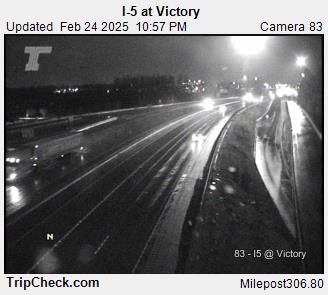 I-5 at Victory
Updated Feb 24 2025 10:57 PM Camera 83
T
N
83 - I5 @ Victory
TripCheck.com Milepost306.80